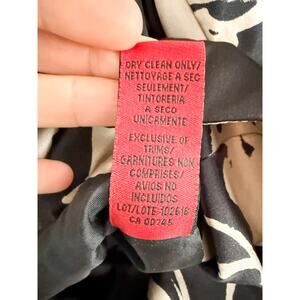 DRY CLEAN ONLY/
NETTOYAGE A SEC
SEULEMENT/
TINTORERIA
A SECO
UNICAMENTE
EXCLUSIVE OF
TRIMS/
GARNITURES NON
COMPRISES/
AVIOS NO
INCLUIDOS
LOT/LOTE-102616
CA 00745